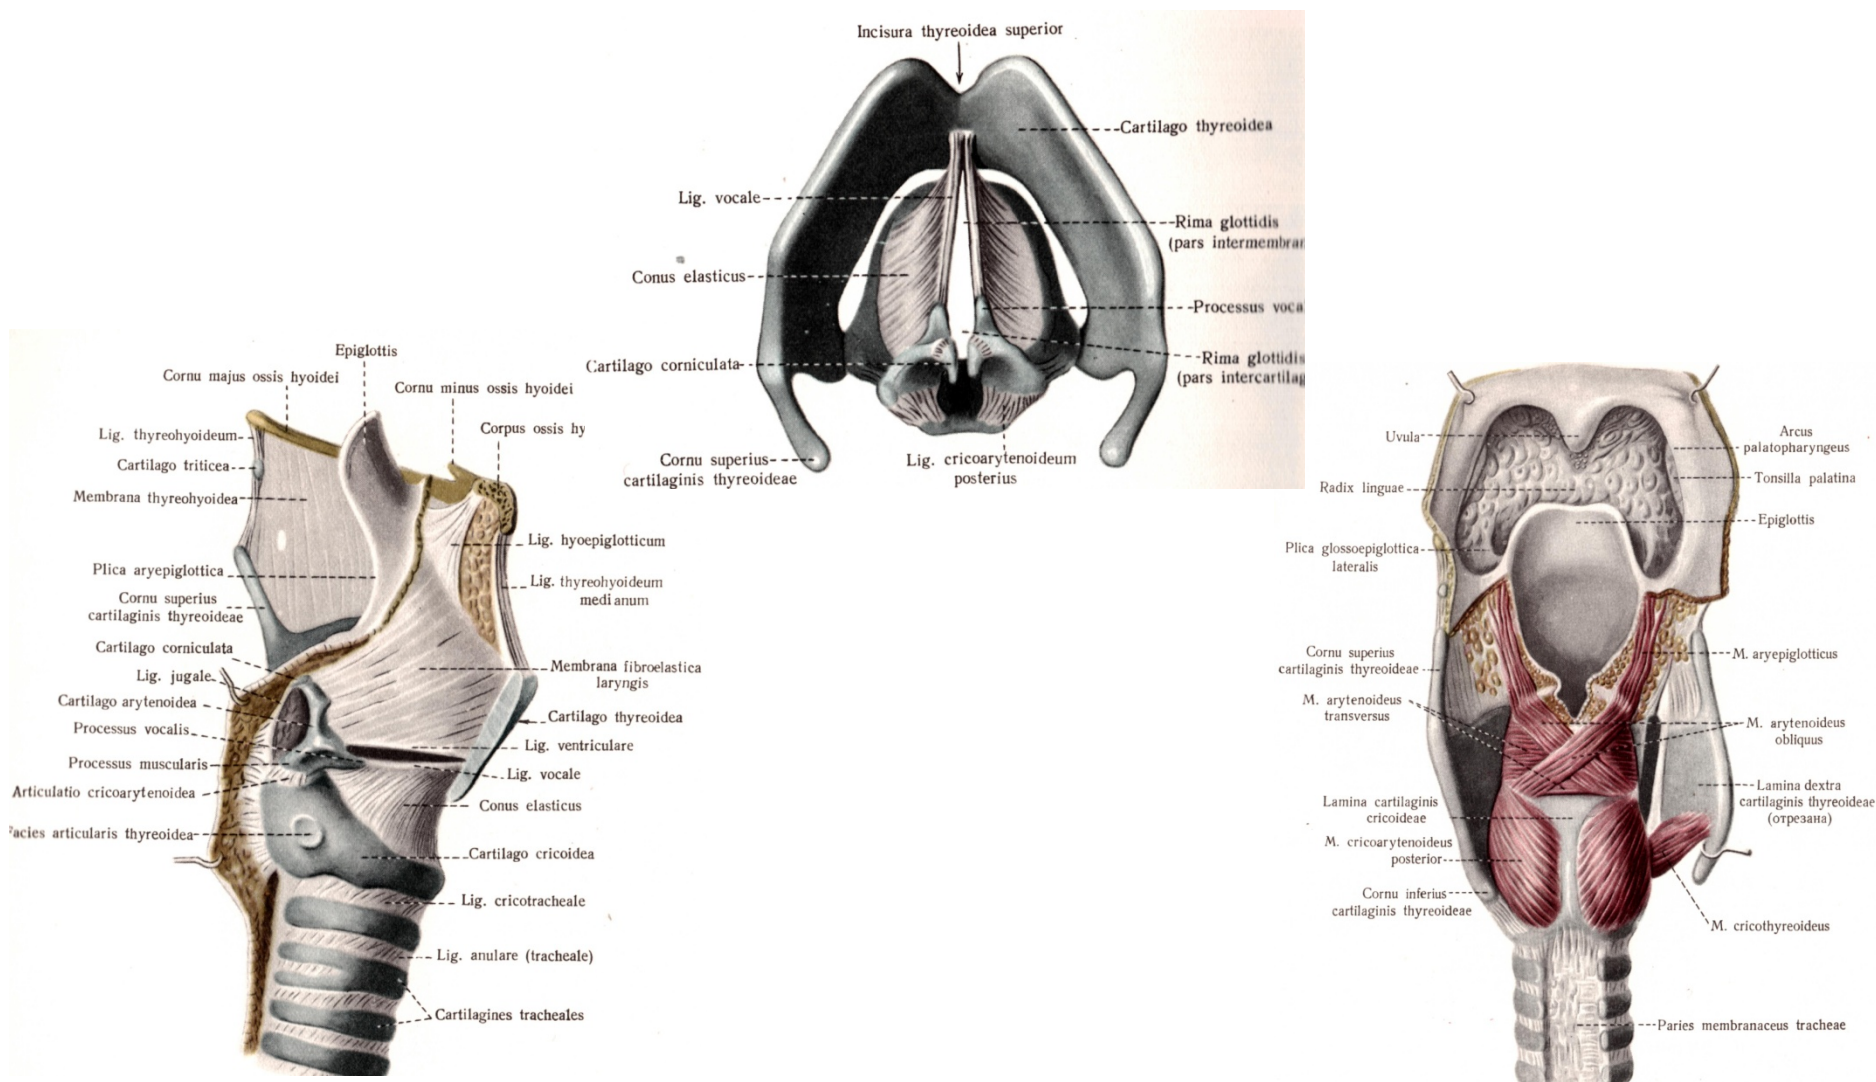 Incisura thyreoidea superior
Cartilago thyreoidea
Lig. vocale
Rima glottidis
(pars intermembran
Conus elasticus
Processus voca
Rima glottidis
(pars intercartilag
Cartilago corniculata
Cornu superius
cartilaginis thyreoideae
Lig. cricoarytenoideum
posterius
Epiglottis
Cornu majus ossis hyoidei
Cornu minus ossis hyoidei
Corpus ossis hy
Lig. thyreohyoideum
Cartilago triticea
Membrana thyreohyoidea
Lig. hyoepiglotticum
Plica aryepiglottica
Lig. thyreohyoideum
medianum
Cornu superius
cartilaginis thyreoideae
Cartilago corniculata
Lig. jugale
Membrana fibroelastica
laryngis
Cartilago arytenoidea
Cartilago thyreoidea
Processus vocalis
Lig. ventriculare
Processus muscularis
Lig. vocale
Articulatio cricoarytenoidea
Conus elasticus
Facies articularis thyreoidea
Cartilago cricoidea
Lig. cricotracheale
Lig. anulare (tracheale)
Cartilagines tracheales
Uvula
Arcus
palatopharyngeus
Radix linguae
Tonsilla palatina
Epiglottis
Plica glossoepiglottica
lateralis
Cornu superius
cartilaginis thyreoideae
M. aryepiglotticus
M. arytenoideus
transversus
M. arytenoideus
obliquus
Lamina cartilaginis
cricoideae
Lamina dextra
cartilaginis thyreoideae
(отрезана)
M. cricoarytenoideus
posterior
Cornu inferius
cartilaginis thyreoideae
M. cricothyreoideus
Paries membranaceus tracheae